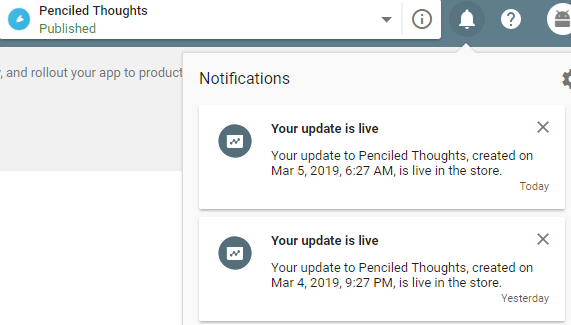 Penciled Thoughts
Published
, and rollout your app to product
Notifications
Your update is live
Your update to Penciled Thoughts, created on
Mar 5, 2019, 6:27 AM, is live in the store.
Today
Your update is live
Your update to Penciled Thoughts, created on
Mar 4, 2019, 9:27 PM, is live in the store.
Yesterday